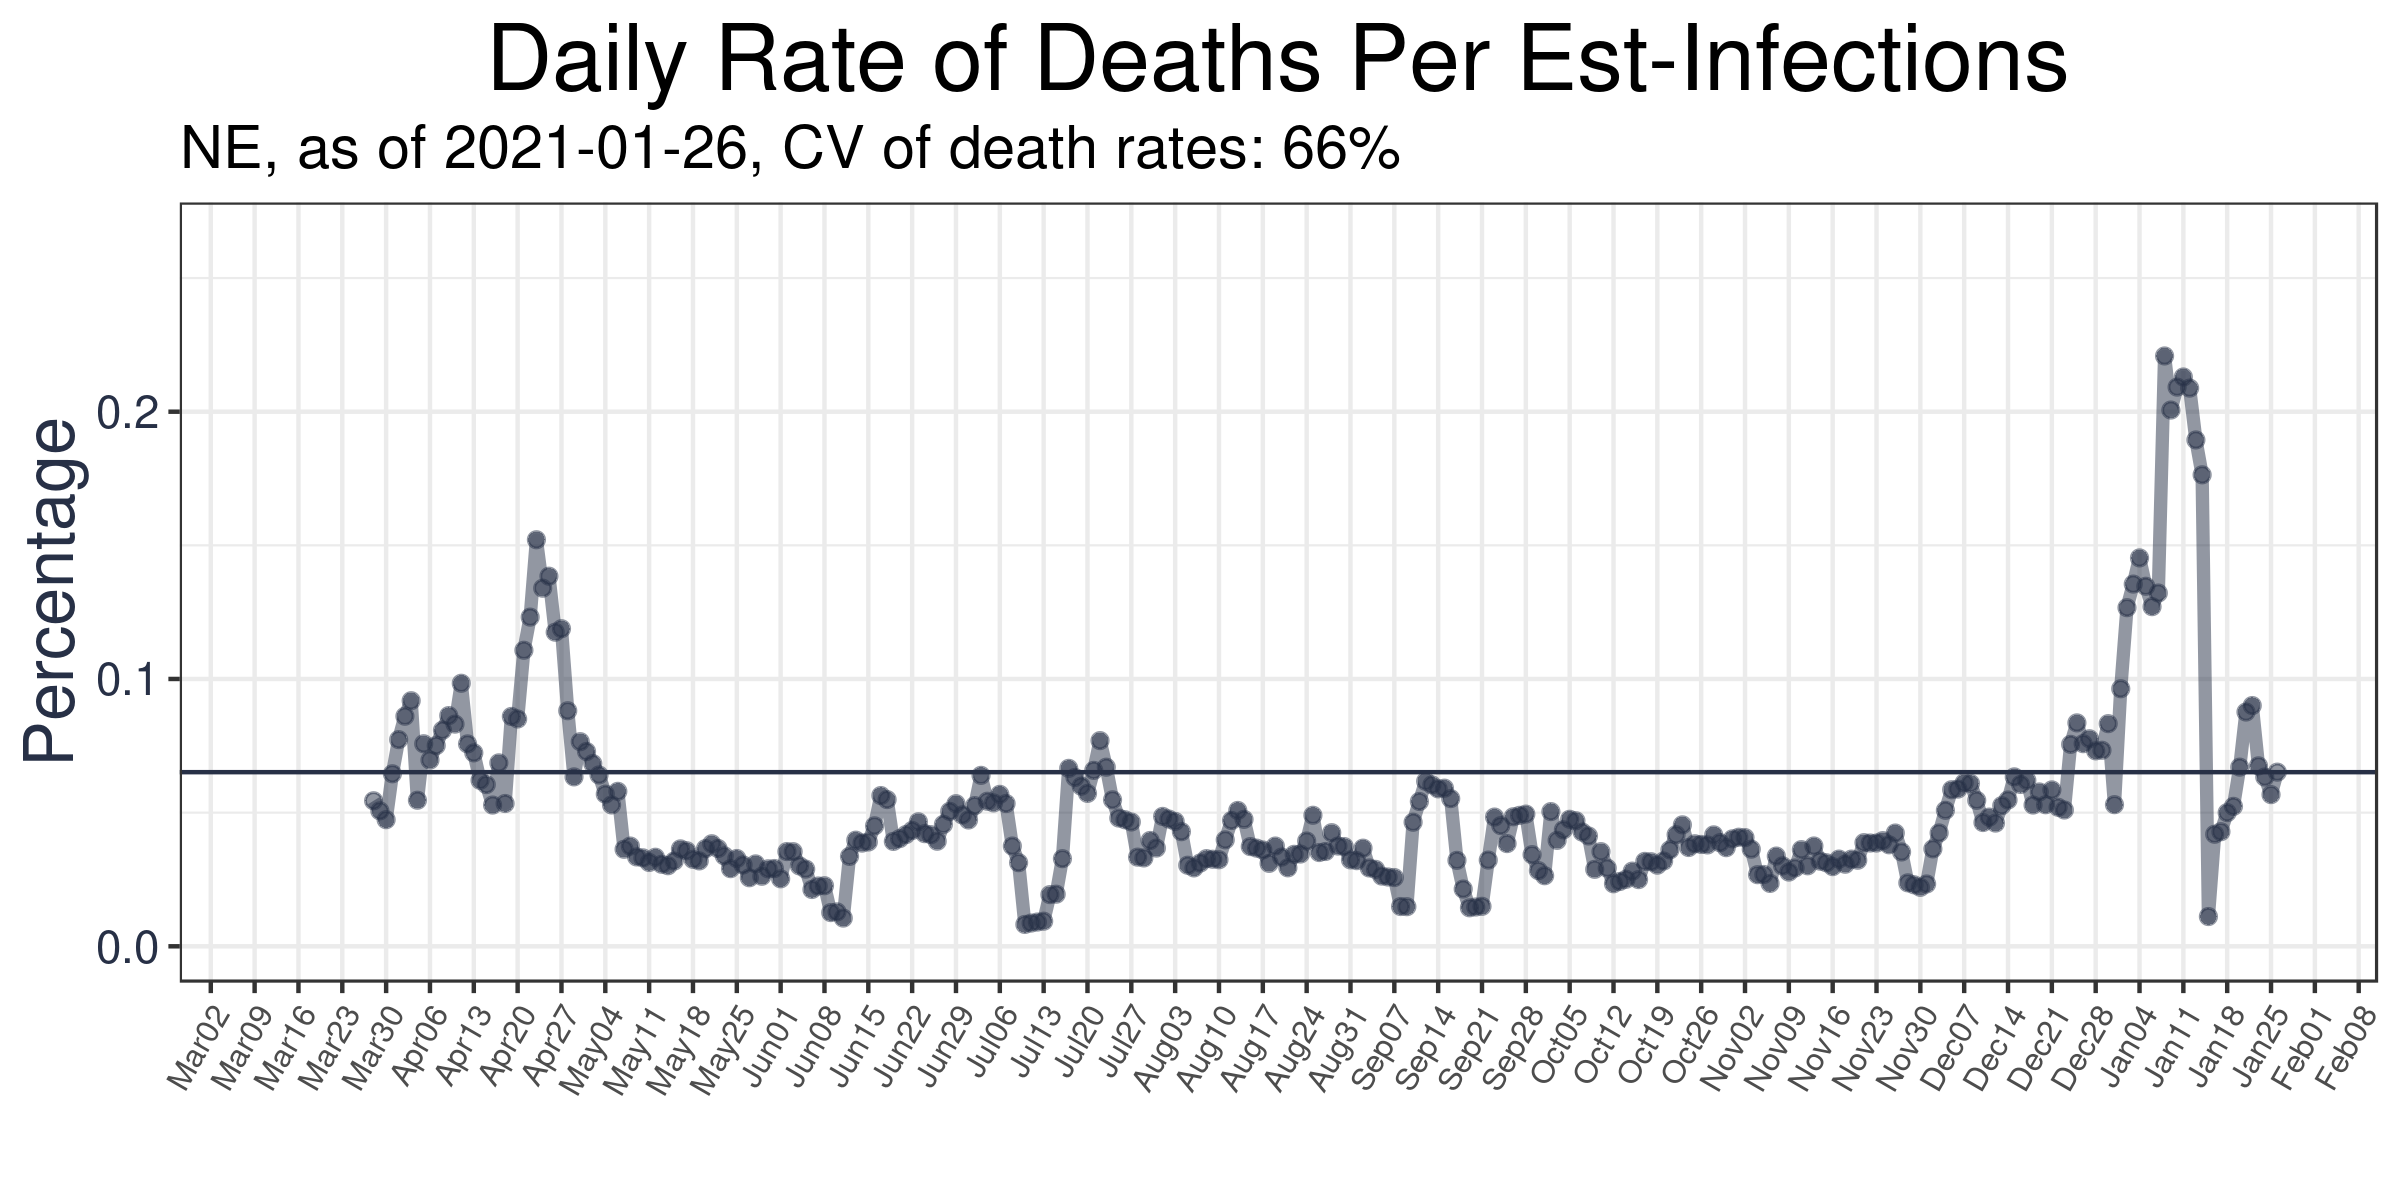 Daily Rate of Deaths Per Est-Infections
NE, as of 2021-01-26, CV of death rates: 66%
Percentage
0.2
0.1
0.0
Mar02
Mar09
Mar16
Mar23
Mar30
Apr06
Apr13
Apr20
Apr27
May04
May11
May18
May25
Jun01
Jun08
Jun15
Jun22
Jun29
Jul06
Jul13
Jul20
Jul27
Aug03
Aug10
Aug17
Aug24
Aug31
Sep07
Sep14
Sep21
Sep28
Oct05
Oct12
Oct19
Oct26
Nov02
Nov09
Nov16
Nov23
Nov30
Dec07
Dec14
Dec21
Dec28
Jan04
Jan11
Jan18
Jan25
Feb01
Feb08